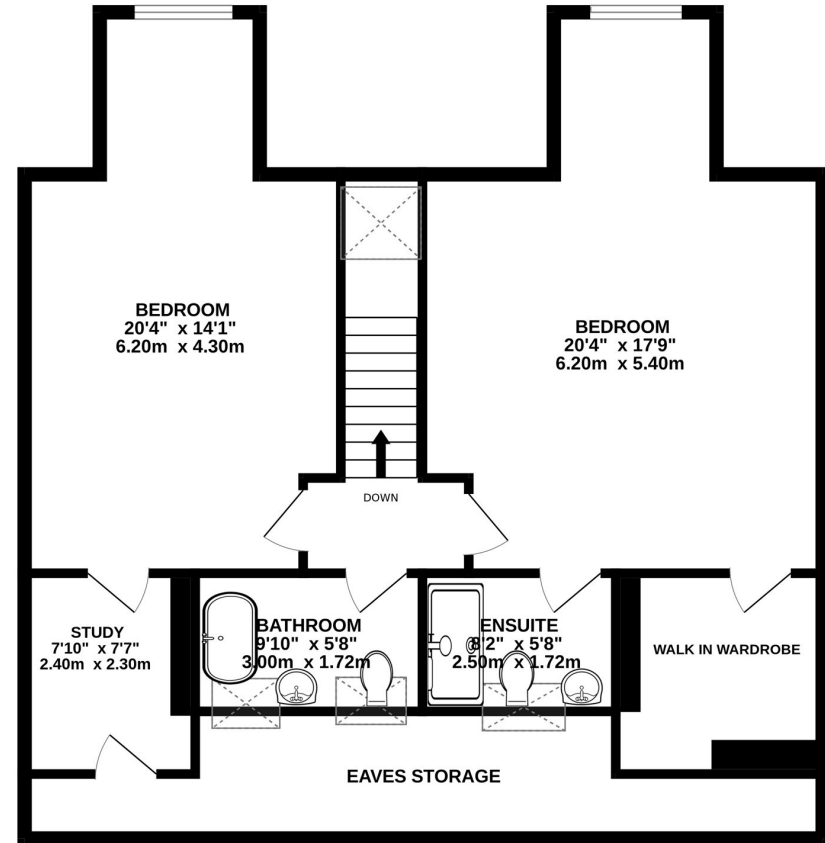 BEDROOM
20'4" x 14'1"
6.20m x 4.30m
BEDROOM
20'4" x 17'9"
6.20m x 5.40m
DOWN
STUDY
7'10" x 7'7"
2.40m x 2.30m
BATHROOM
9'10" x 5'8"
3.00m x 1.72m
ENSUITE
8'2" x 5'8"
2.50m x 1.72m
WALK IN WARDROBE
EAVES STORAGE